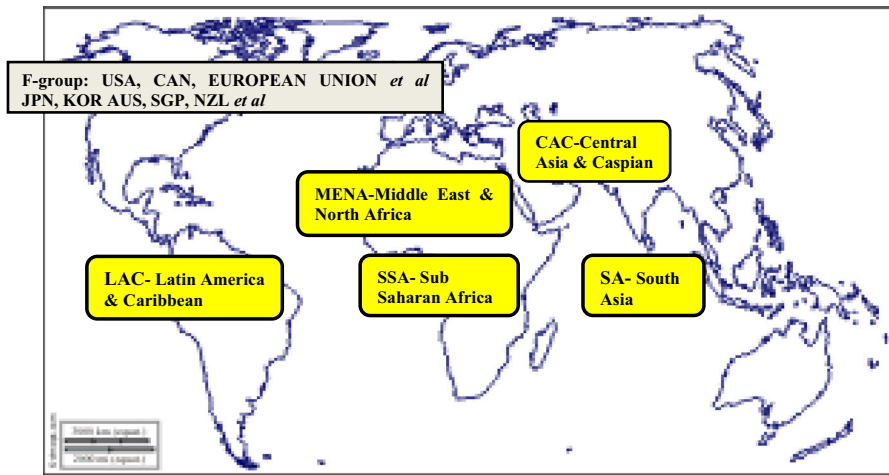 F-group: USA, CAN, EUROPEAN UNION et al
JPN, KOR AUS, SGP, NZL et al
CAC-Central
Asia & Caspian
MENA-Middle East &
North Africa
LAC- Latin America
& Caribbean
SSA- Sub
Saharan Africa
SA- South
Asia